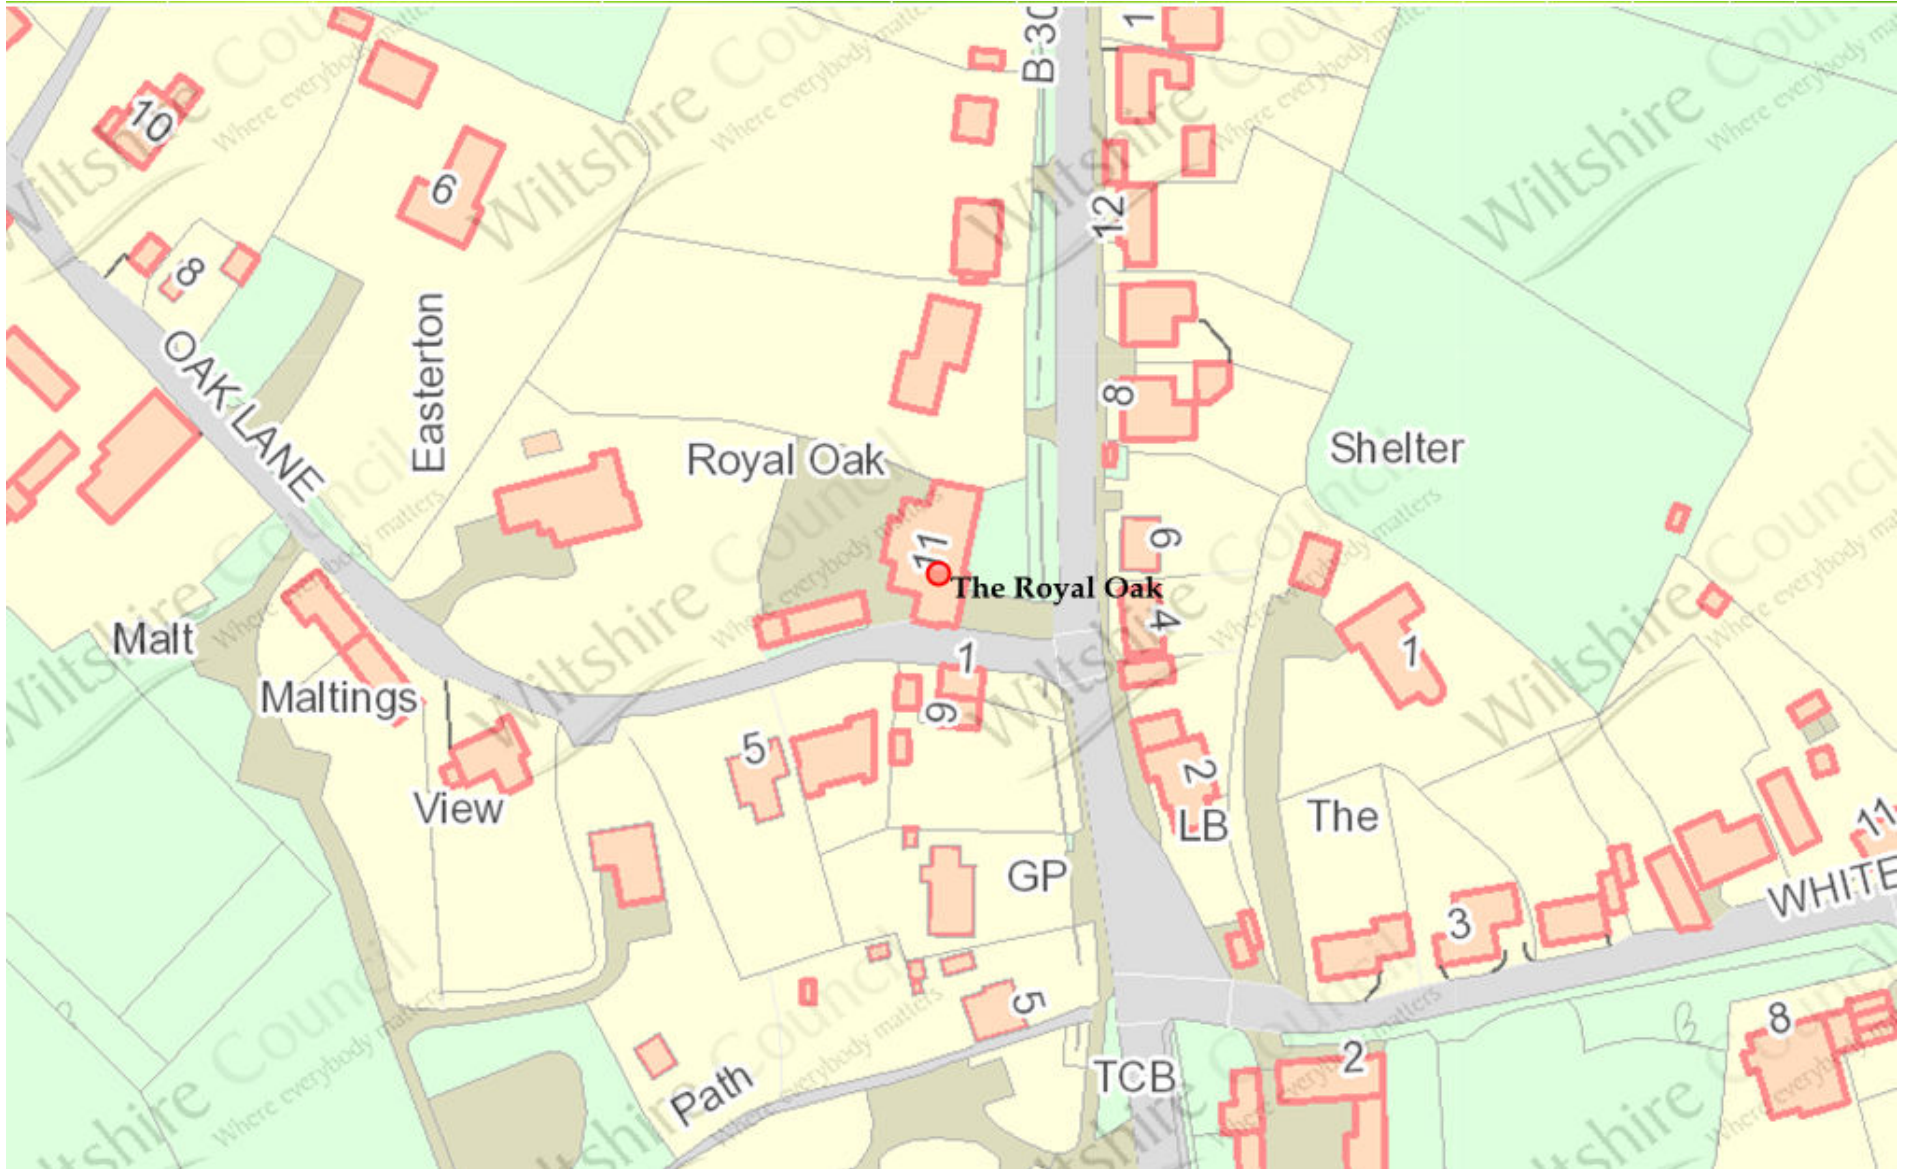 B 30
1
10
6
12
8
OAK LANE
Easterton
8
Royal Oak
Shelter
11
6
The Royal Oak
4
Malt
Maltings
1
1
9
5
2
View
LB
The
11
GP
WHITE
3
5
8
Path
TCB
2
Wiltshire Council
Where everybody matters